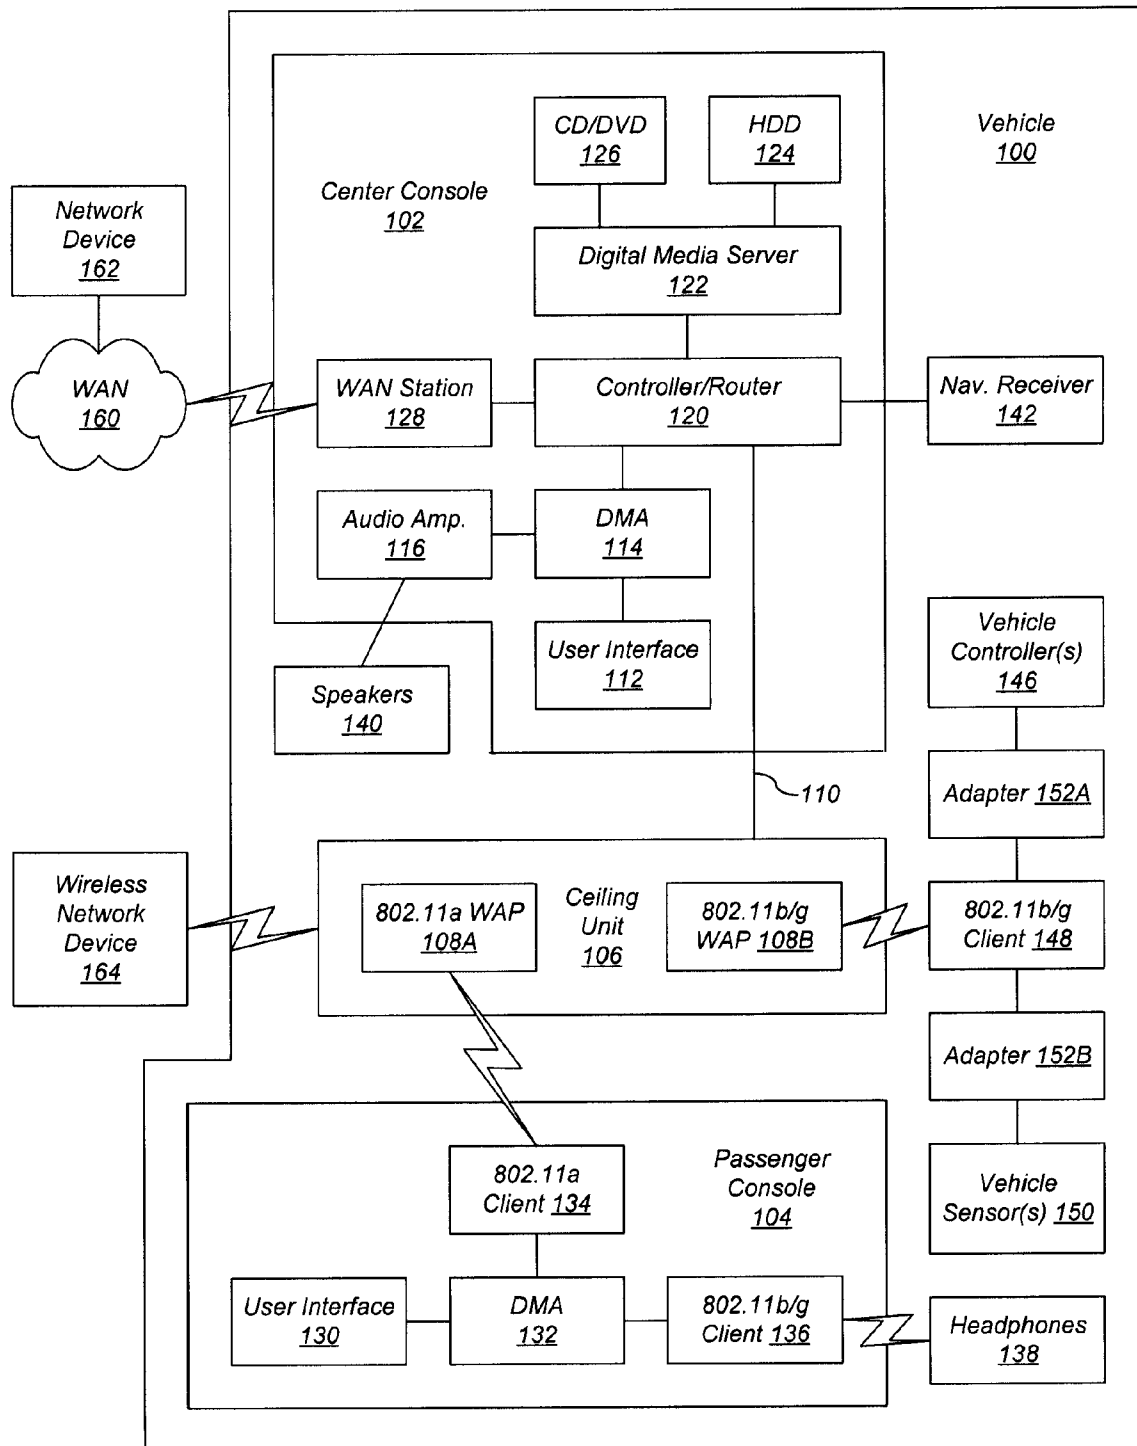 CD/DVD
126
HDD
124
Vehicle
100
Center Console
102
Network
Device
162
Digital Media Server
122
WAN
160
WAN Station
128
Controller/Router
120
Nav. Receiver
142
Audio Amp.
116
DMA
114
User Interface
112
Speakers
140
Vehicle
Controller(s)
146
110
Adapter 152A
Wireless
Network
Device
164
802.11a WAP
108A
Ceiling
Unit
106
802.11b/g
WAP 108B
802.11b/g
Client 148
Adapter 152B
802.11a
Client 134
Passenger
Console
104
Vehicle
Sensor(s) 150
User Interface
130
DMA
132
802.11b/g
Client 136
Headphones
138